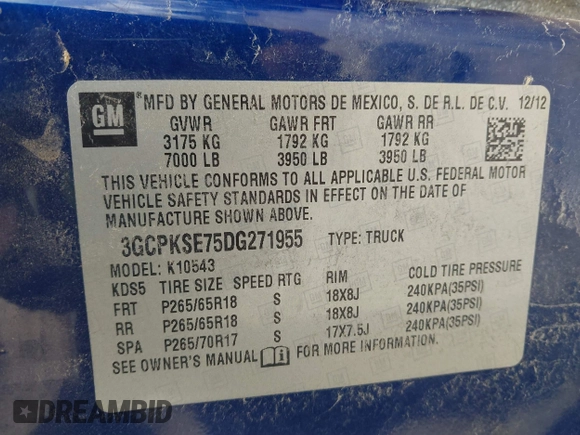 GM
® MFD BY GENERAL MOTORS DE MEXICO, S. DE R.L. DE C.V. 12/12
GVWR GAWR FRT GAWR RR
3175 KG 1792 KG 1792 KG
7000 LB 3950 LB 3950 LB
THIS VEHICLE CONFORMS TO ALL APPLICABLE U.S. FEDERAL MOTOR
VEHICLE SAFETY STANDARDS IN EFFECT ON THE DATE OF
MANUFACTURE SHOWN ABOVE.
3GCPKSE75DG271955 TYPE: TRUCK
MODEL: K10543
KDS5 TIRE SIZE SPEED RTG RIM COLD TIRE PRESSURE
FRT P265/65R18 S 18X8J 240KPA(35PSI)
RR P265/65R18 S 18X8J 240KPA(35PSI)
SPA P265/70R17 S 17X7.5J 240KPA(35PSI)
SEE OWNER'S MANUAL FOR MORE INFORMATION.
DREAMBID